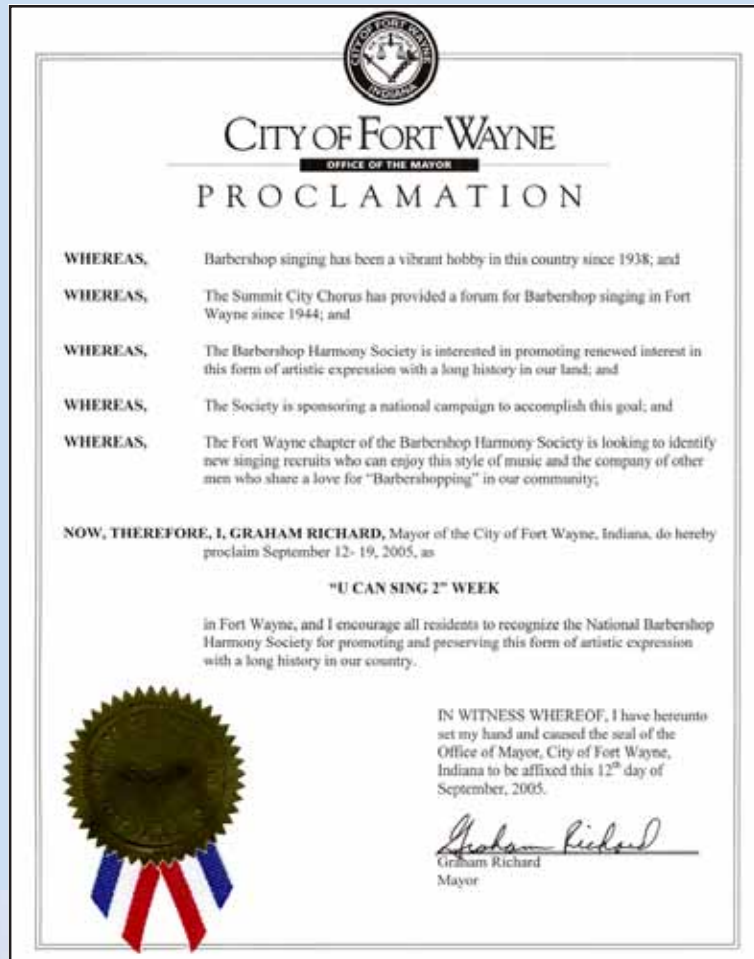 CITY OF FORT WAYNE
INDIANA
CITY OF FORT WAYNE
OFFICE OF THE MAYOR
PROCLAMATION
WHEREAS, Barbershop singing has been a vibrant hobby in this country since 1938; and
WHEREAS, The Summit City Chorus has provided a forum for Barbershop singing in Fort
Wayne since 1944; and
WHEREAS, The Barbershop Harmony Society is interested in promoting renewed interest in
this form of artistic expression with a long history in our land; and
WHEREAS, The Society is sponsoring a national campaign to accomplish this goal; and
WHEREAS, The Fort Wayne chapter of the Barbershop Harmony Society is looking to identify
new singing recruits who can enjoy this style of music and the company of other
men who share a love for “Barbershopping” in our community;
NOW, THEREFORE, I, GRAHAM RICHARD, Mayor of the City of Fort Wayne, Indiana, do hereby
proclaim September 12- 19, 2005, as
“U CAN SING 2” WEEK
in Fort Wayne, and I encourage all residents to recognize the National Barbershop
Harmony Society for promoting and preserving this form of artistic expression
with a long history in our country.
IN WITNESS WHEREOF, I have hereunto
set my hand and caused the seal of the
Office of Mayor, City of Fort Wayne,
Indiana to be affixed this 12th day of
September, 2005.
Graham Richard
Graham Richard
Mayor